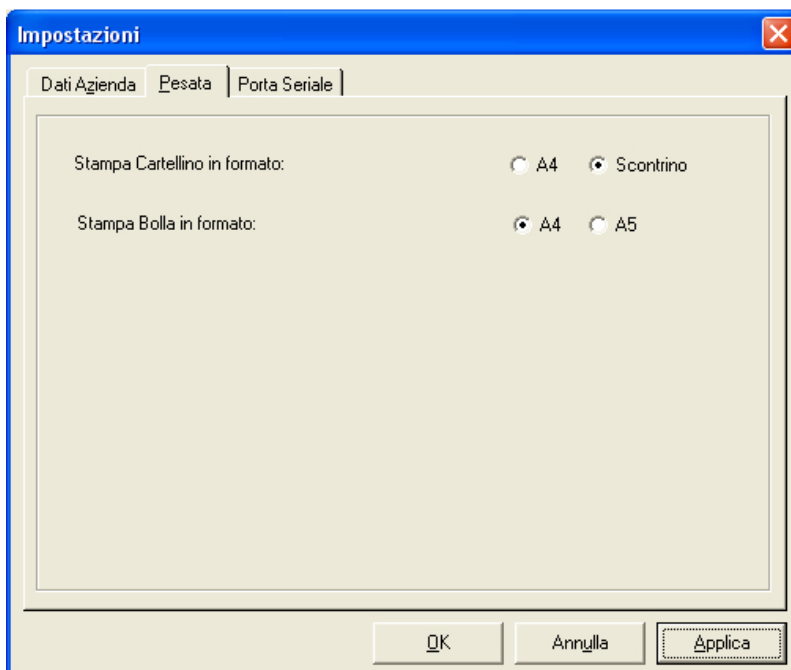 Impostazioni
Dati Azienda Pesata Porta Seriale
Stampa Cartellino in formato: A4 Scontrino
Stampa Bolla in formato: A4 A5
OK Annulla Applica